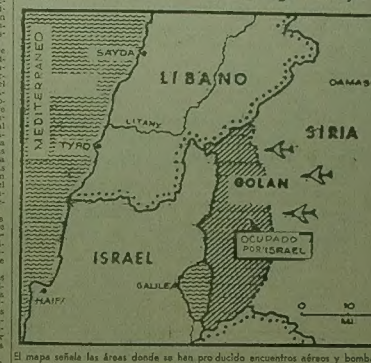 SAYDA
LIBANO
DAMAS
MEDITERRANEO
LITANY
SIRIA
TYRO
GOLAN
OCUPADO
POR ISRAEL
ISRAEL
GALILEA
HAIFA
0 10
MI.
El mapa señala las áreas donde se han producido encuentros aéreos y bomba